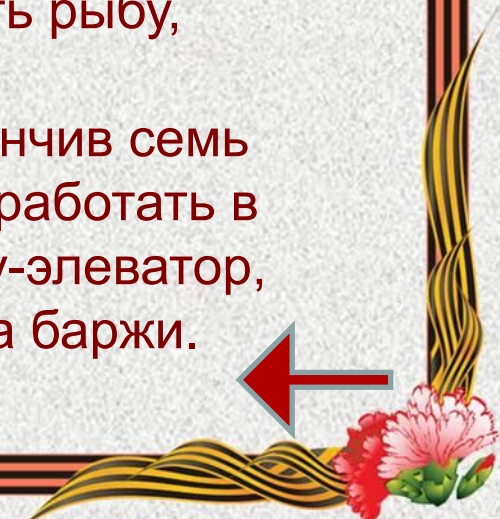 ть рыбу,
нчив семь
работать в
у-элеватор,
а баржи.